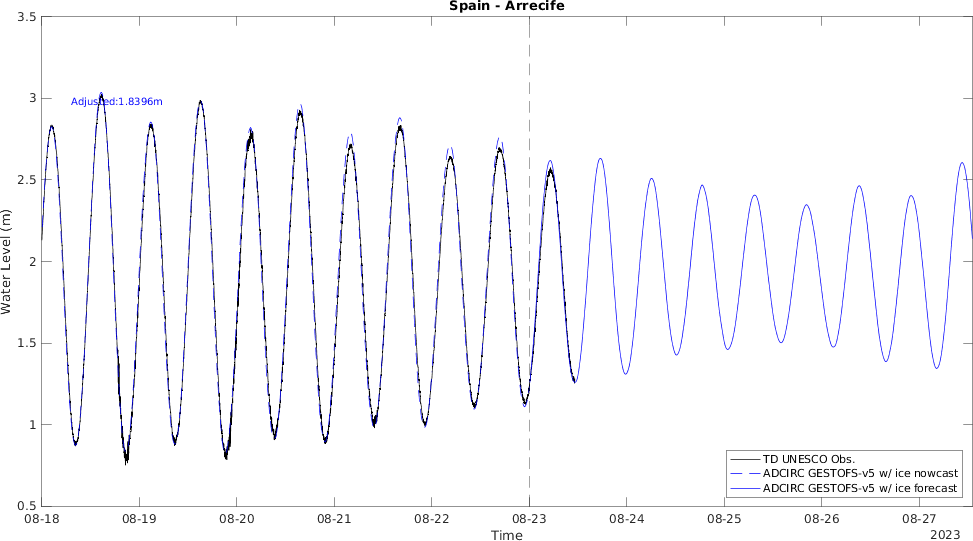 Spain - Arrecife
Adjusted:1.8396m
Water Level (m)
3.5
3
2.5
2
1.5
1
0.5
08-18
08-19
08-20
08-21
08-22
08-23
08-24
08-25
08-26
08-27
Time
2023
TD UNESCO Obs.
ADCIRC GESTOFS-v5 w/ ice nowcast
ADCIRC GESTOFS-v5 w/ ice forecast